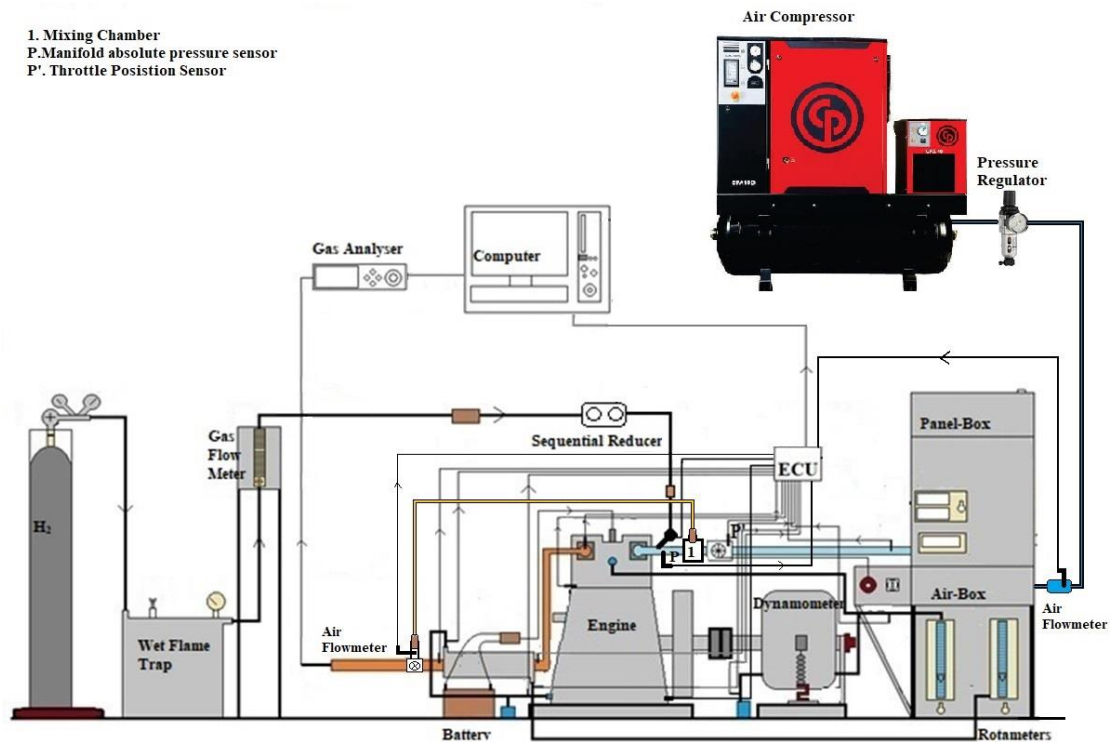 Air Compressor
1. Mixing Chamber
P.Manifold absolute pressure sensor
P'. Throttle Posistion Sensor
CP
Pressure
Regulator
Gas Analyser
Computer
Panel-Box
Gas
Flow
Meter
Sequential Reducer
ECU
H₂
P'
P
1
Air-Box
Dynamometer
Engine
Air
Flowmeter
Air
Flowmeter
Wet Flame
Trap
Battery
Rotameters